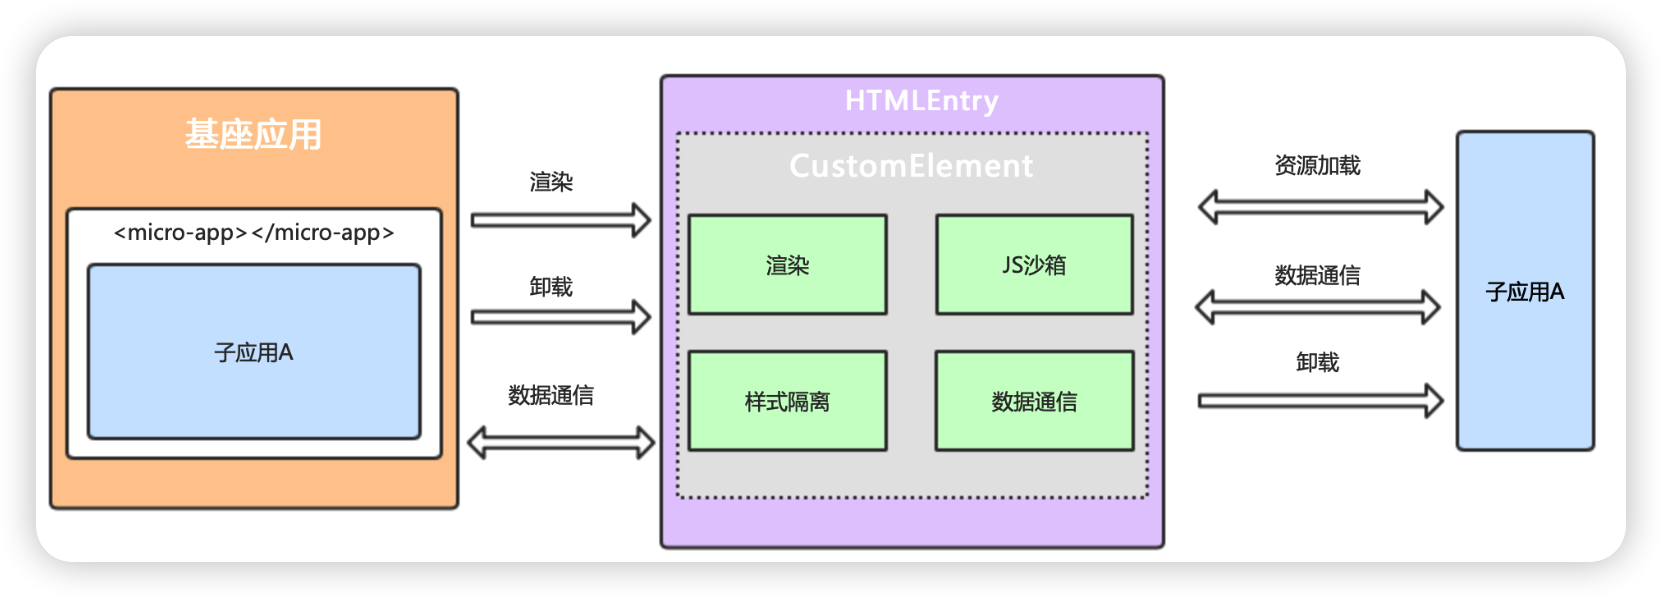 基座应用
<micro-app></micro-app>
子应用A
渲染
卸载
数据通信
HTMLEntry
CustomElement
渲染
JS沙箱
样式隔离
数据通信
资源加载
数据通信
卸载
子应用A